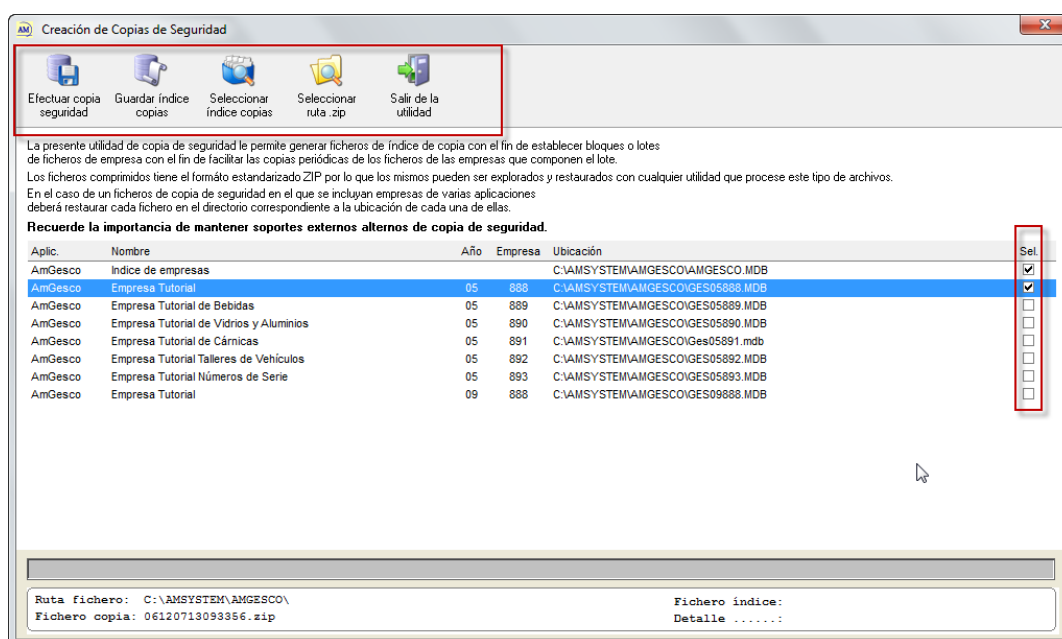 AM Creación de Copias de Seguridad
X
Efectuar copia seguridad
Guardar índice copias
Seleccionar índice copias
Seleccionar ruta .zip
Salir de la utilidad
La presente utilidad de copia de seguridad le permite generar ficheros de índice de copia con el fin de establecer bloques o lotes
de ficheros de empresa con el fin de facilitar las copias periódicas de los ficheros de las empresas que componen el lote.
Los ficheros comprimidos tiene el formáto estandarizado ZIP por lo que los mismos pueden ser explorados y restaurados con cualquier utilidad que procese este tipo de archivos.
En el caso de un ficheros de copia de seguridad en el que se incluyan empresas de varias aplicaciones
deberá restaurar cada fichero en el directorio correspondiente a la ubicación de cada una de ellas.
Recuerde la importancia de mantener soportes externos alternos de copia de seguridad.
Aplic. Nombre Año Empresa Ubicación Sel.
AmGesco Indice de empresas C:\AMSYSTEM\AMGESCO\AMGESCO.MDB
AmGesco Empresa Tutorial 05 888 C:\AMSYSTEM\AMGESCO\GES05888.MDB
AmGesco Empresa Tutorial de Bebidas 05 889 C:\AMSYSTEM\AMGESCO\GES05889.MDB
AmGesco Empresa Tutorial de Vidrios y Aluminios 05 890 C:\AMSYSTEM\AMGESCO\GES05890.MDB
AmGesco Empresa Tutorial de Cárnicas 05 891 C:\AMSYSTEM\AMGESCO\Ges05891.mdb
AmGesco Empresa Tutorial Talleres de Vehículos 05 892 C:\AMSYSTEM\AMGESCO\GES05892.MDB
AmGesco Empresa Tutorial Números de Serie 05 893 C:\AMSYSTEM\AMGESCO\GES05893.MDB
AmGesco Empresa Tutorial 09 888 C:\AMSYSTEM\AMGESCO\GES09888.MDB
Ruta fichero: C:\AMSYSTEM\AMGESCO\ Fichero índice:
Fichero copia: 06120713093356.zip Detalle ......: